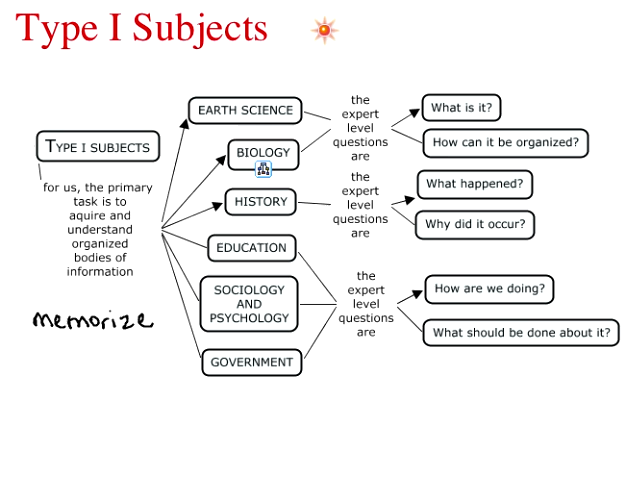 Type I Subjects
TYPE I SUBJECTS
for us, the primary
task is to
aquire and
understand
organized
bodies of
information
memorize
EARTH SCIENCE
BIOLOGY
HISTORY
EDUCATION
SOCIOLOGY
AND
PSYCHOLOGY
GOVERNMENT
the
expert
level
questions
are
What is it?
How can it be organized?
the
expert
level
questions
are
What happened?
Why did it occur?
the
expert
level
questions
are
How are we doing?
What should be done about it?